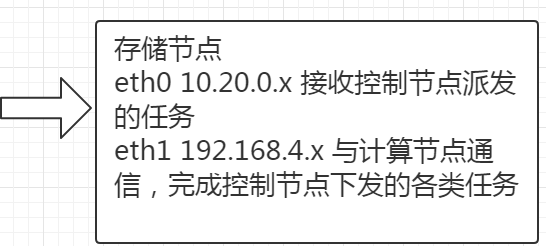 存储节点
eth0 10.20.0.x 接收控制节点派发
的任务
eth1 192.168.4.x 与计算节点通
信，完成控制节点下发的各类任务